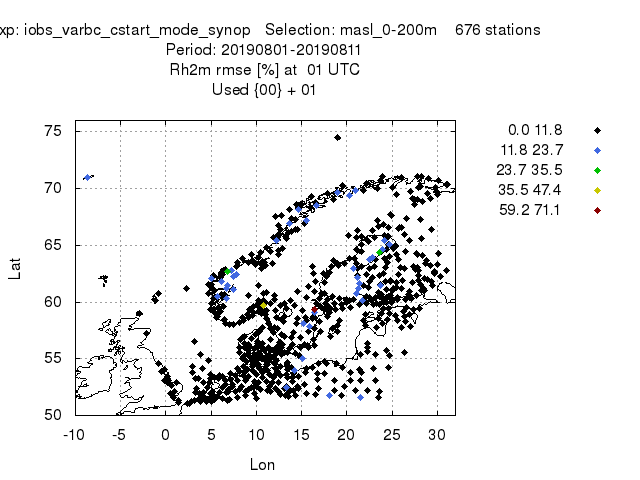 xp: iobs_varbc_cstart_mode_synop Selection: masl_0-200m 676 stations
Period: 20190801-20190811
Rh2m rmse [%] at 01 UTC
Used {00} + 01
0.0 11.8
11.8 23.7
23.7 35.5
35.5 47.4
59.2 71.1
75
70
65
60
55
50
Lat
-10 -5 0 5 10 15 20 25 30
Lon